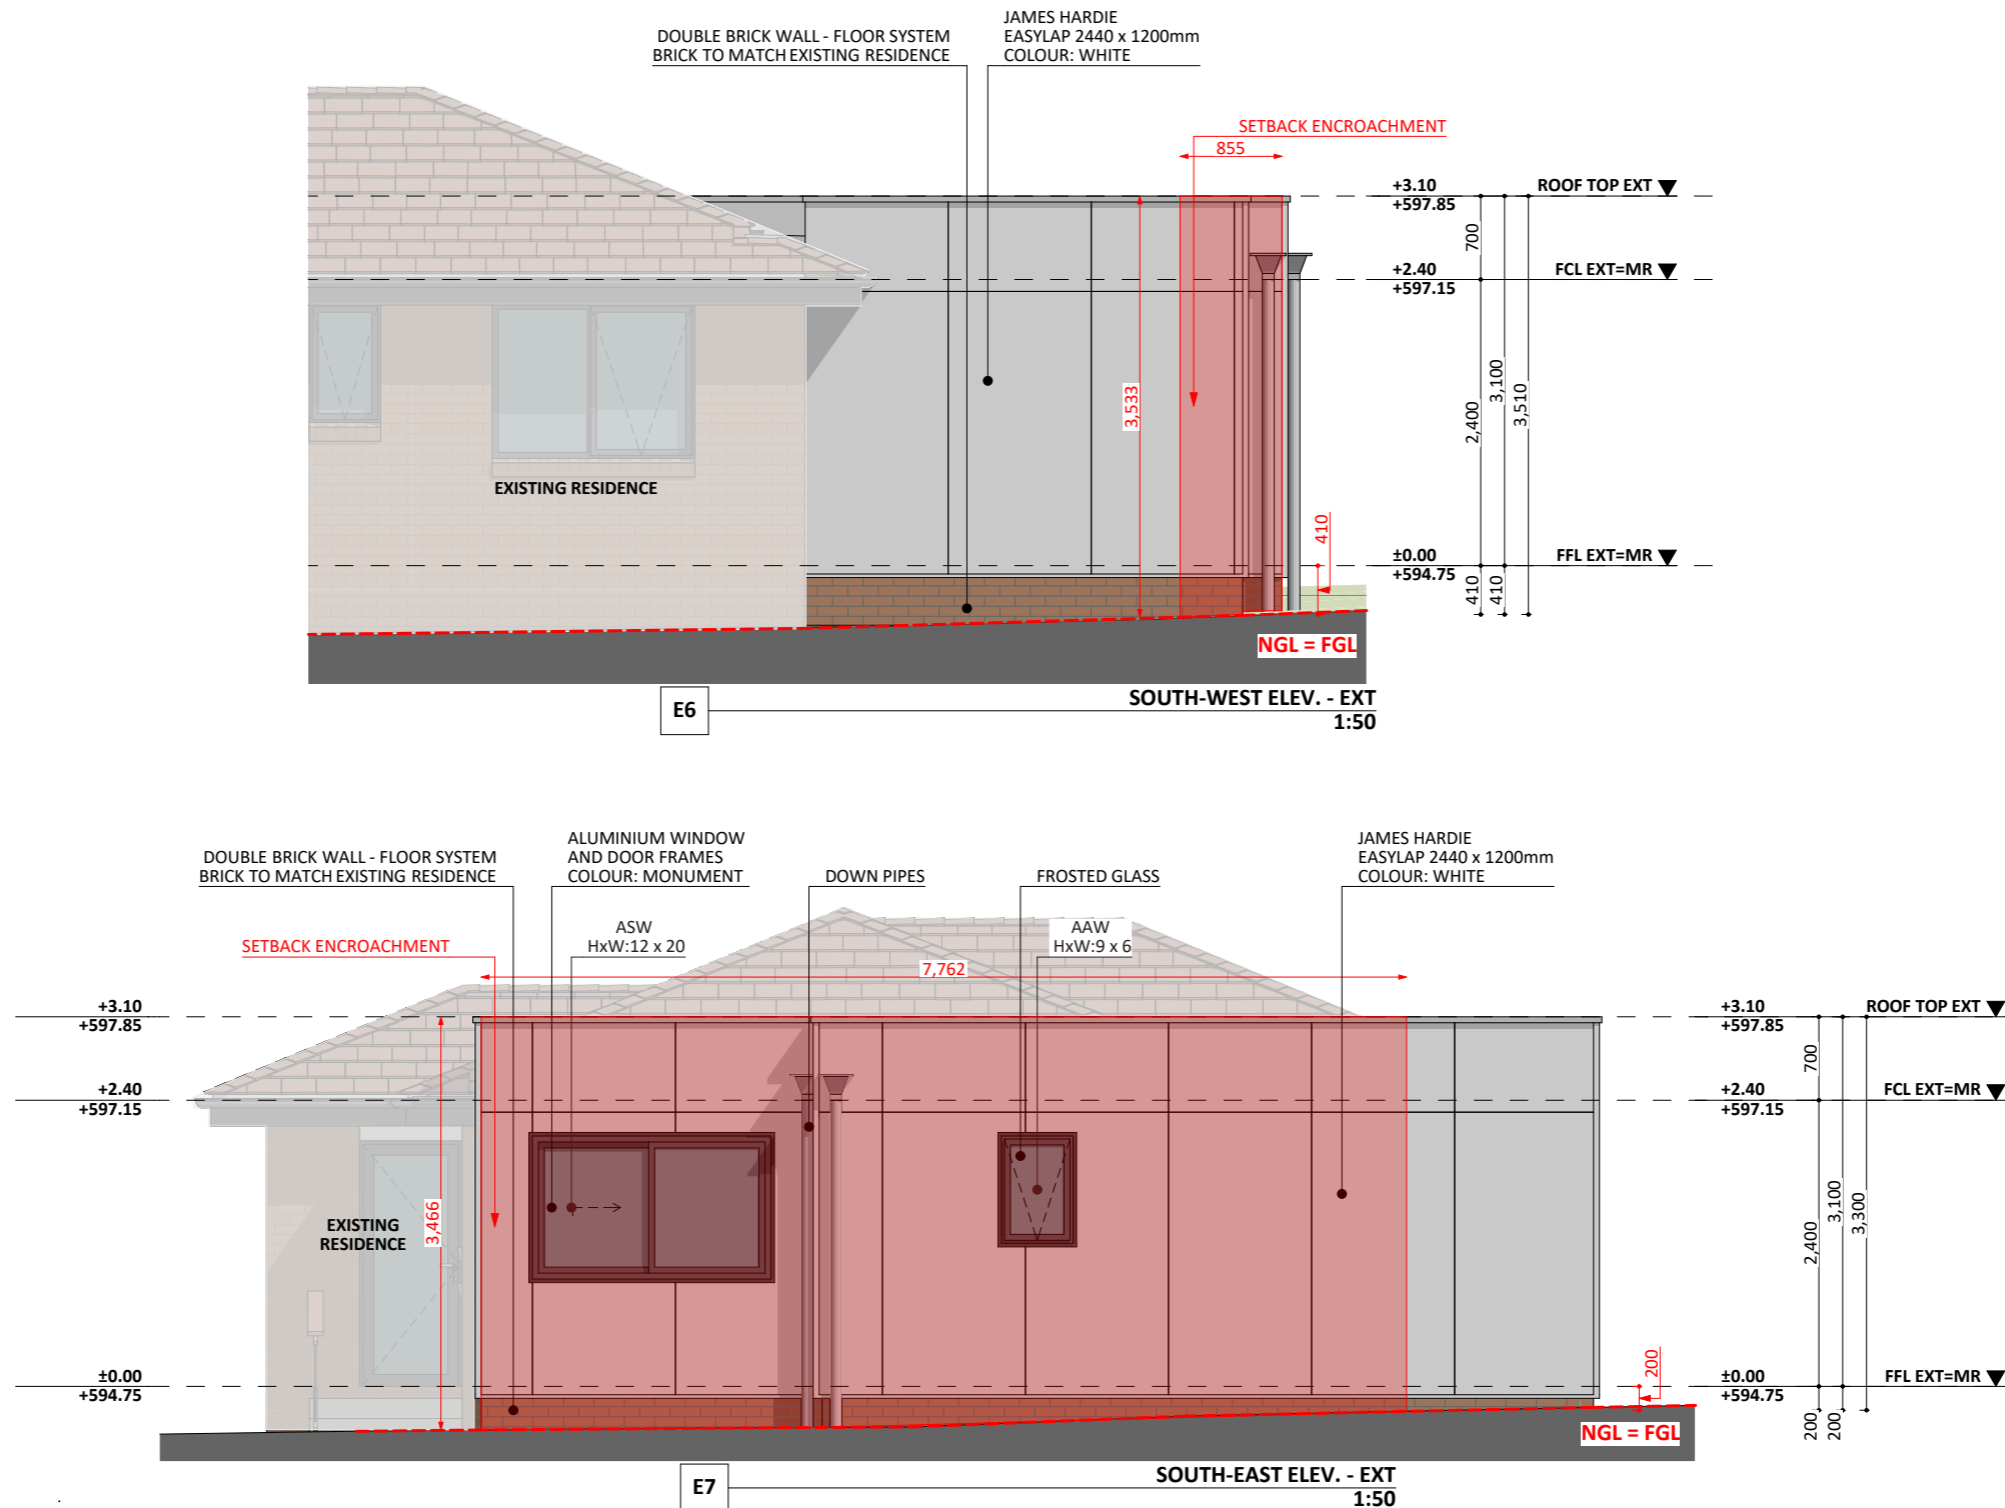 DOUBLE BRICK WALL - FLOOR SYSTEM
BRICK TO MATCH EXISTING RESIDENCE
JAMES HARDIE
EASYLAP 2440 x 1200mm
COLOUR: WHITE
SETBACK ENCROACHMENT
855
+3.10
+597.85
ROOF TOP EXT
700
+2.40
+597.15
FCL EXT=MR
3,533
2,400
3,100
3,510
EXISTING RESIDENCE
410
±0.00
+594.75
FFL EXT=MR
410
410
NGL = FGL
E6
SOUTH-WEST ELEV. - EXT
1:50
DOUBLE BRICK WALL - FLOOR SYSTEM
BRICK TO MATCH EXISTING RESIDENCE
ALUMINIUM WINDOW
AND DOOR FRAMES
COLOUR: MONUMENT
DOWN PIPES
FROSTED GLASS
JAMES HARDIE
EASYLAP 2440 x 1200mm
COLOUR: WHITE
SETBACK ENCROACHMENT
ASW
HxW:12 x 20
AAW
HxW:9 x 6
7,762
+3.10
+597.85
+3.10
+597.85
ROOF TOP EXT
700
+2.40
+597.15
+2.40
+597.15
FCL EXT=MR
EXISTING
RESIDENCE
3,466
2,400
3,100
3,300
±0.00
+594.75
200
±0.00
+594.75
FFL EXT=MR
200
200
NGL = FGL
E7
SOUTH-EAST ELEV. - EXT
1:50